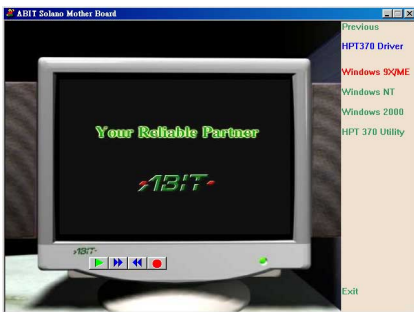 ABIT Solano Mother Board
Previous
HPT370 Driver
Windows 9X/ME
Windows NT
Windows 2000
HPT 370 Utility
Your Reliable Partner
ABIT
ABIT
Exit